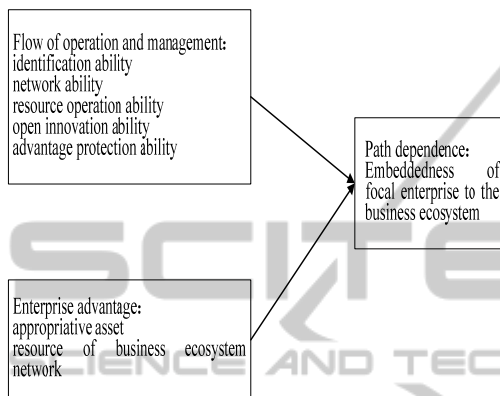 Flow of operation and management：
identification ability
network ability
resource operation ability
open innovation ability
advantage protection ability
Path dependence：
Embeddedness of
focal enterprise to the
business ecosystem
Enterprise advantage：
appropriative asset
resource of business ecosystem
network
SCITE
SCIENCE AND TEC